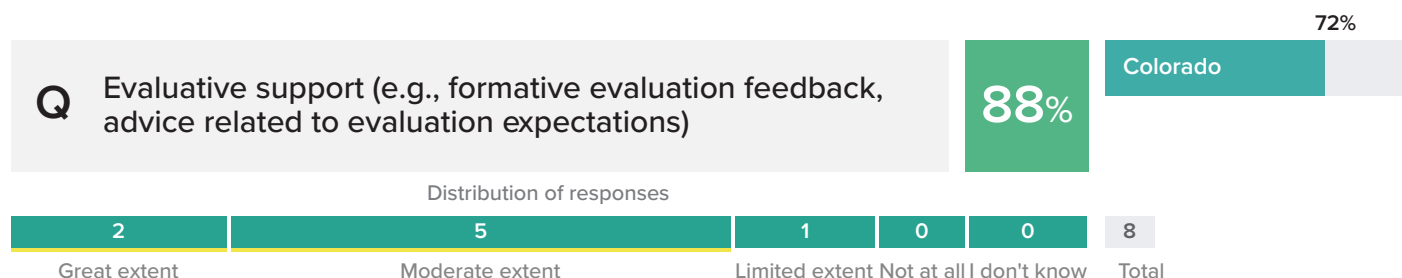 72%
Q
Evaluative support (e.g., formative evaluation feedback,
advice related to evaluation expectations)
88%
Colorado
Distribution of responses
2 5 1 0 0 8
Great extent Moderate extent Limited extent Not at all I don't know Total